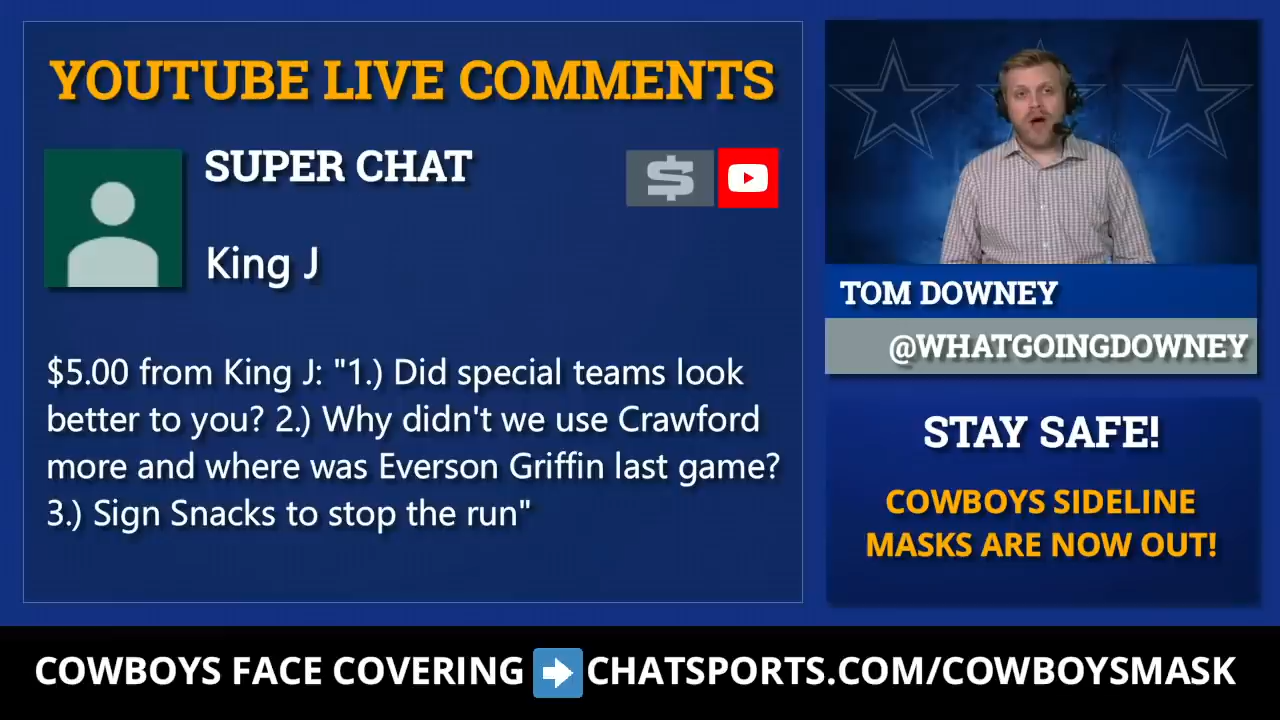 YOUTUBE LIVE COMMENTS
SUPER CHAT
$
King J
$5.00 from King J: "1.) Did special teams look
better to you? 2.) Why didn't we use Crawford
more and where was Everson Griffin last game?
3.) Sign Snacks to stop the run"
TOM DOWNEY
@WHATGOINGDOWNEY
STAY SAFE!
COWBOYS SIDELINE
MASKS ARE NOW OUT!
COWBOYS FACE COVERING ➡ CHATSPORTS.COM/COWBOYSMASK